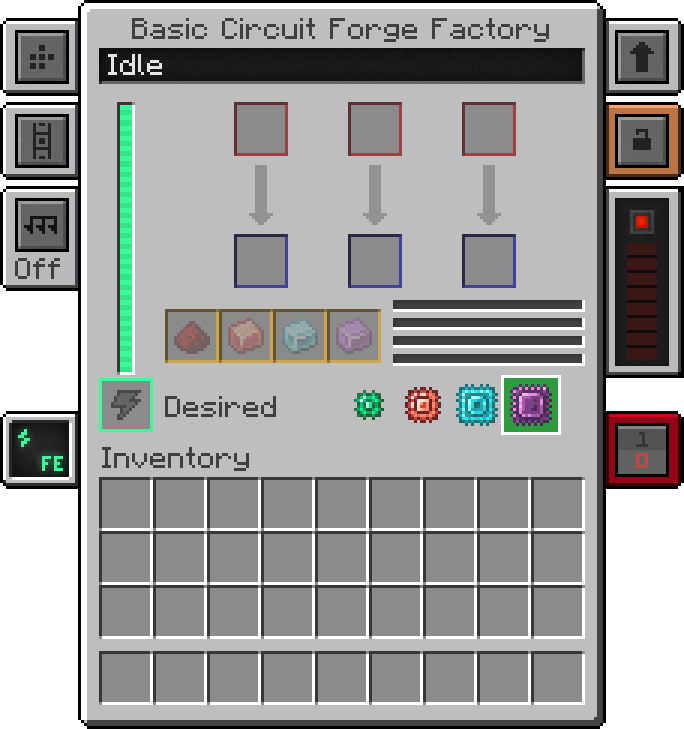 Basic Circuit Forge Factory
Idle
Off
Desired
FE
Inventory
1
0